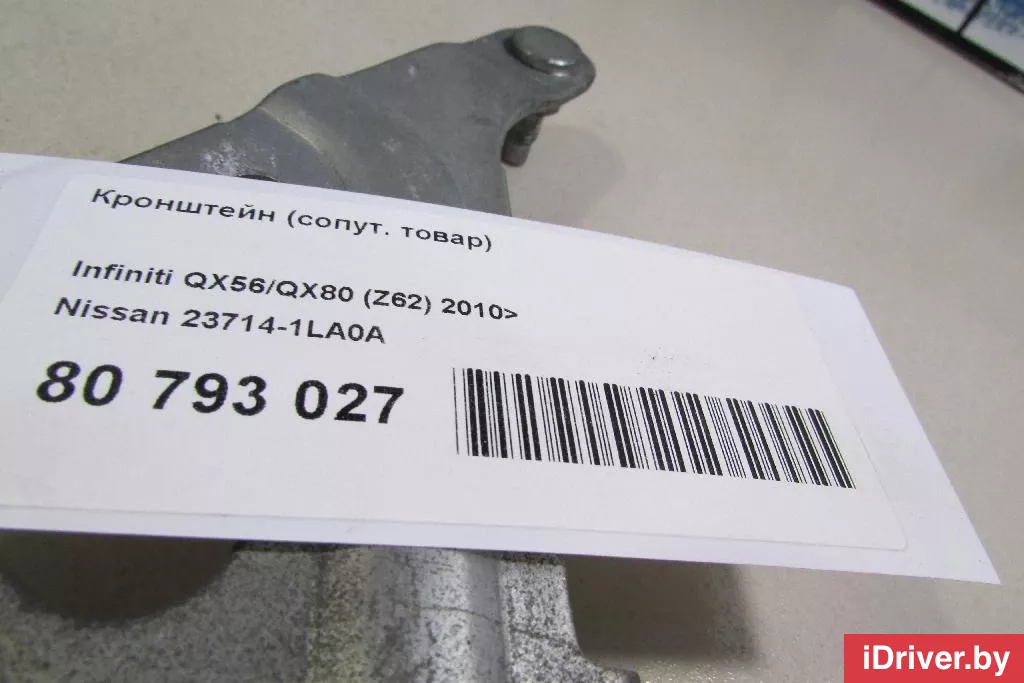 Кронштейн (сопут. товар)
Infiniti QX56/QX80 (Z62) 2010>
Nissan 23714-1LA0A
80 793 027
iDriver.by